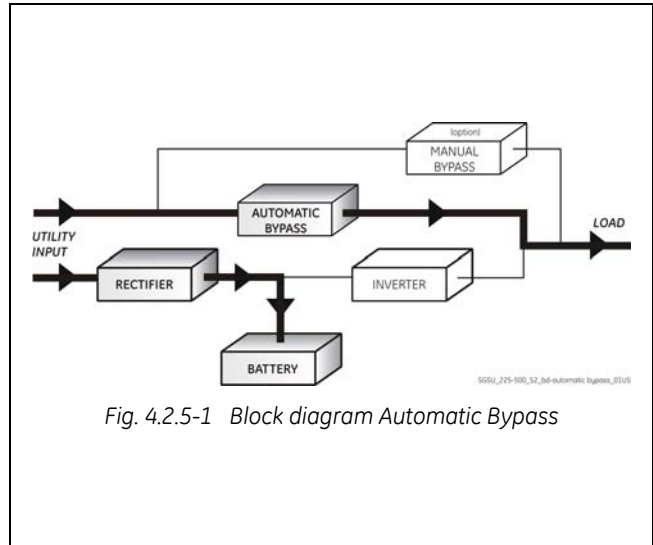 (option)
MANUAL
BYPASS
AUTOMATIC
BYPASS
LOAD
UTILITY
INPUT
RECTIFIER
INVERTER
BATTERY
SGSU_225-500_S2_bd-automatic bypass_01US
Fig. 4.2.5-1 Block diagram Automatic Bypass